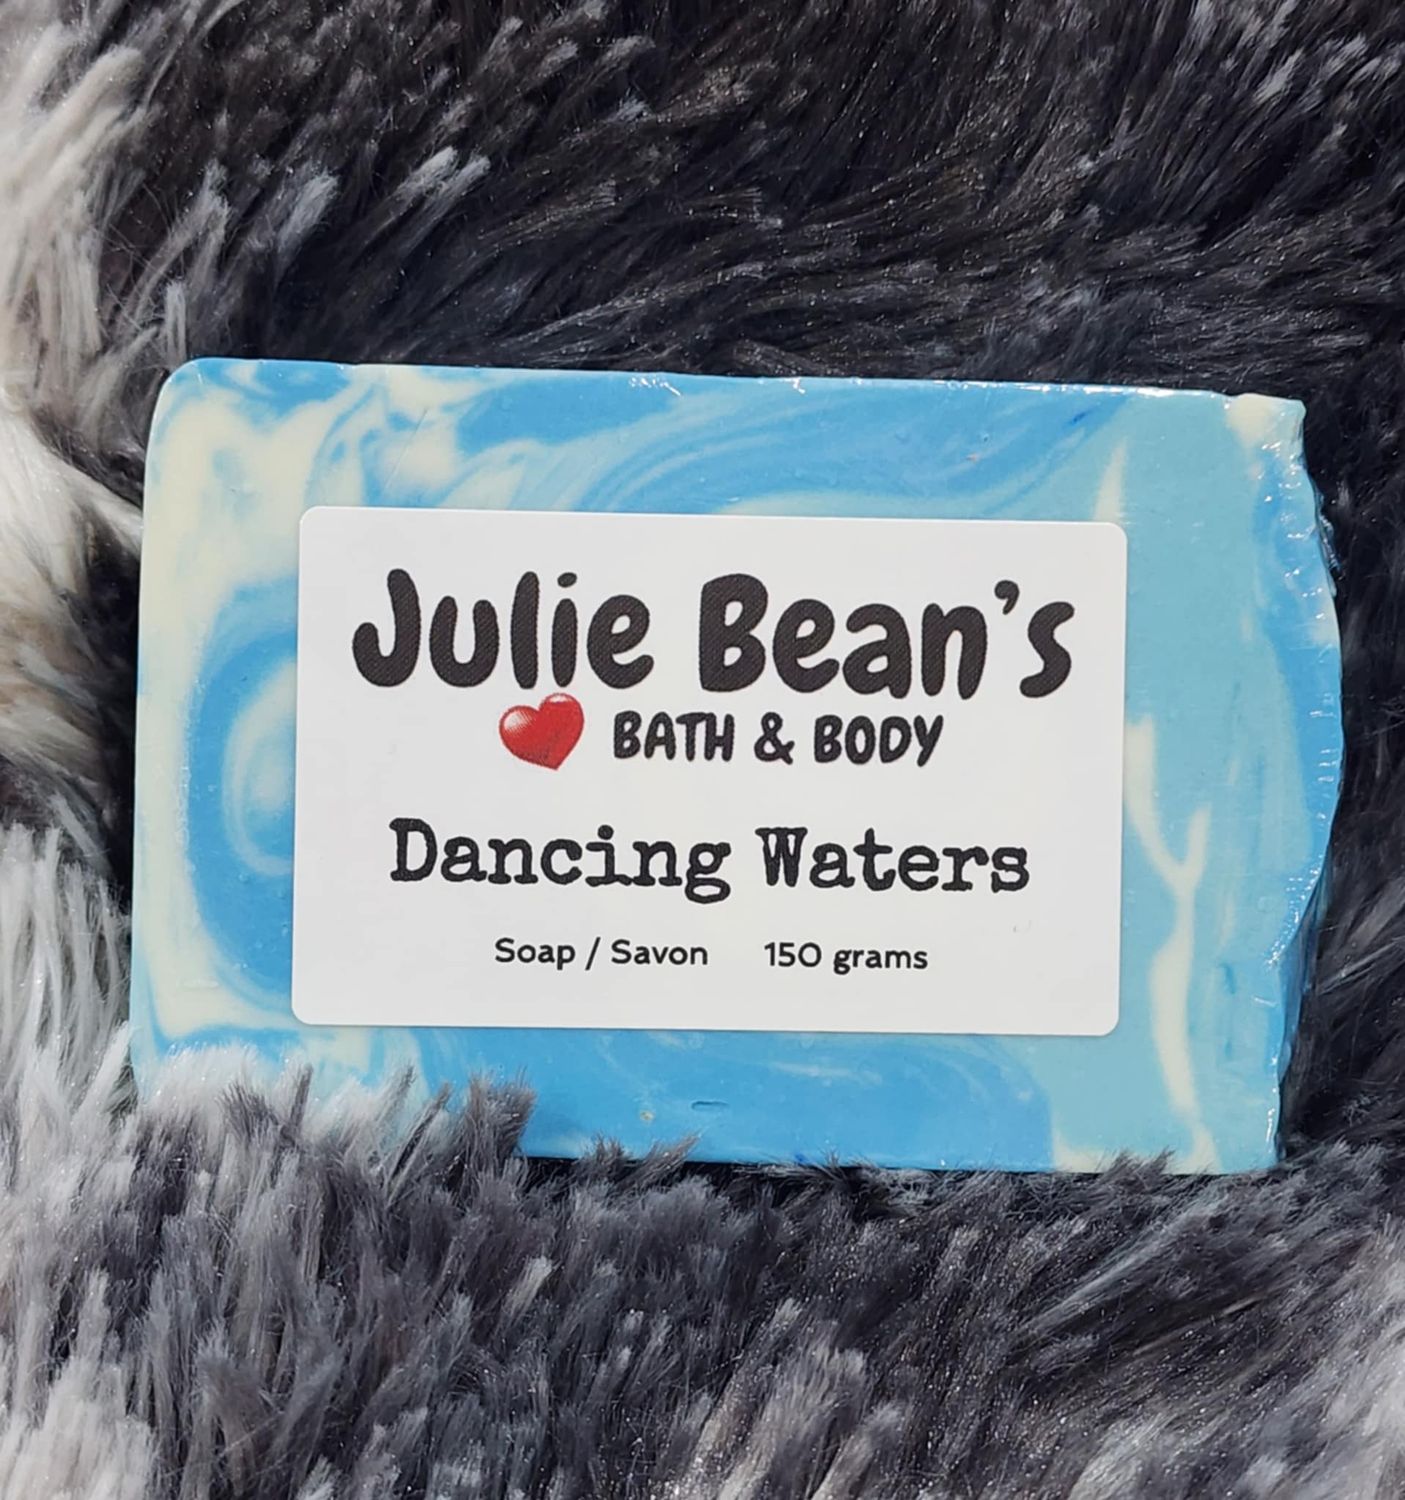 Julie Bean's
BATH & BODY
Dancing Waters
Soap / Savon 150 grams